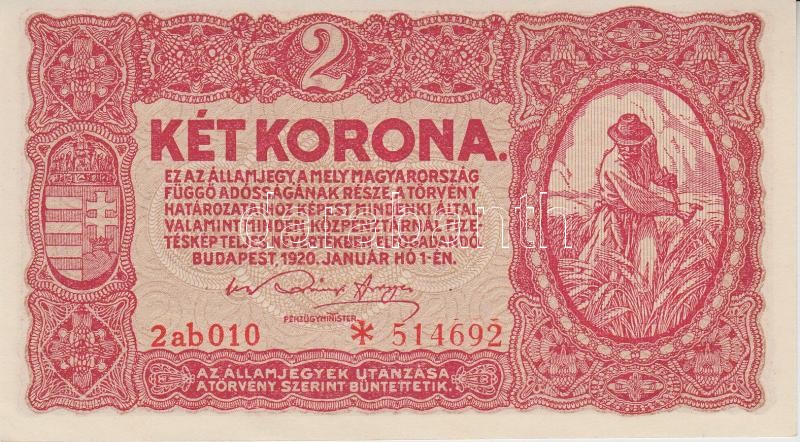 2
KÉT KORONA.
EZ AZ ÁLLAMJEGY, A MELY MAGYARORSZÁG
FÜGGŐ ADÓSSÁGÁNAK RÉSZE, A TÖRVÉNY
HATÁROZATAIHOZ KÉPEST MINDENKI ÁLTAL,
VALAMINT MINDEN KÖZPÉNZTÁRNÁL FIZE-
TÉSKÉP TELJES NÉVÉRTÉKBEN ELFOGADANDÓ.
BUDAPEST, 1920. JANUÁR HÓ 1-ÉN.
PÉNZÜGYMINISTER.
2ab010 * 514692
AZ ÁLLAMJEGYEK UTÁNZÁSA
A TÖRVÉNY SZERINT BÜNTETTETIK.
darabanth